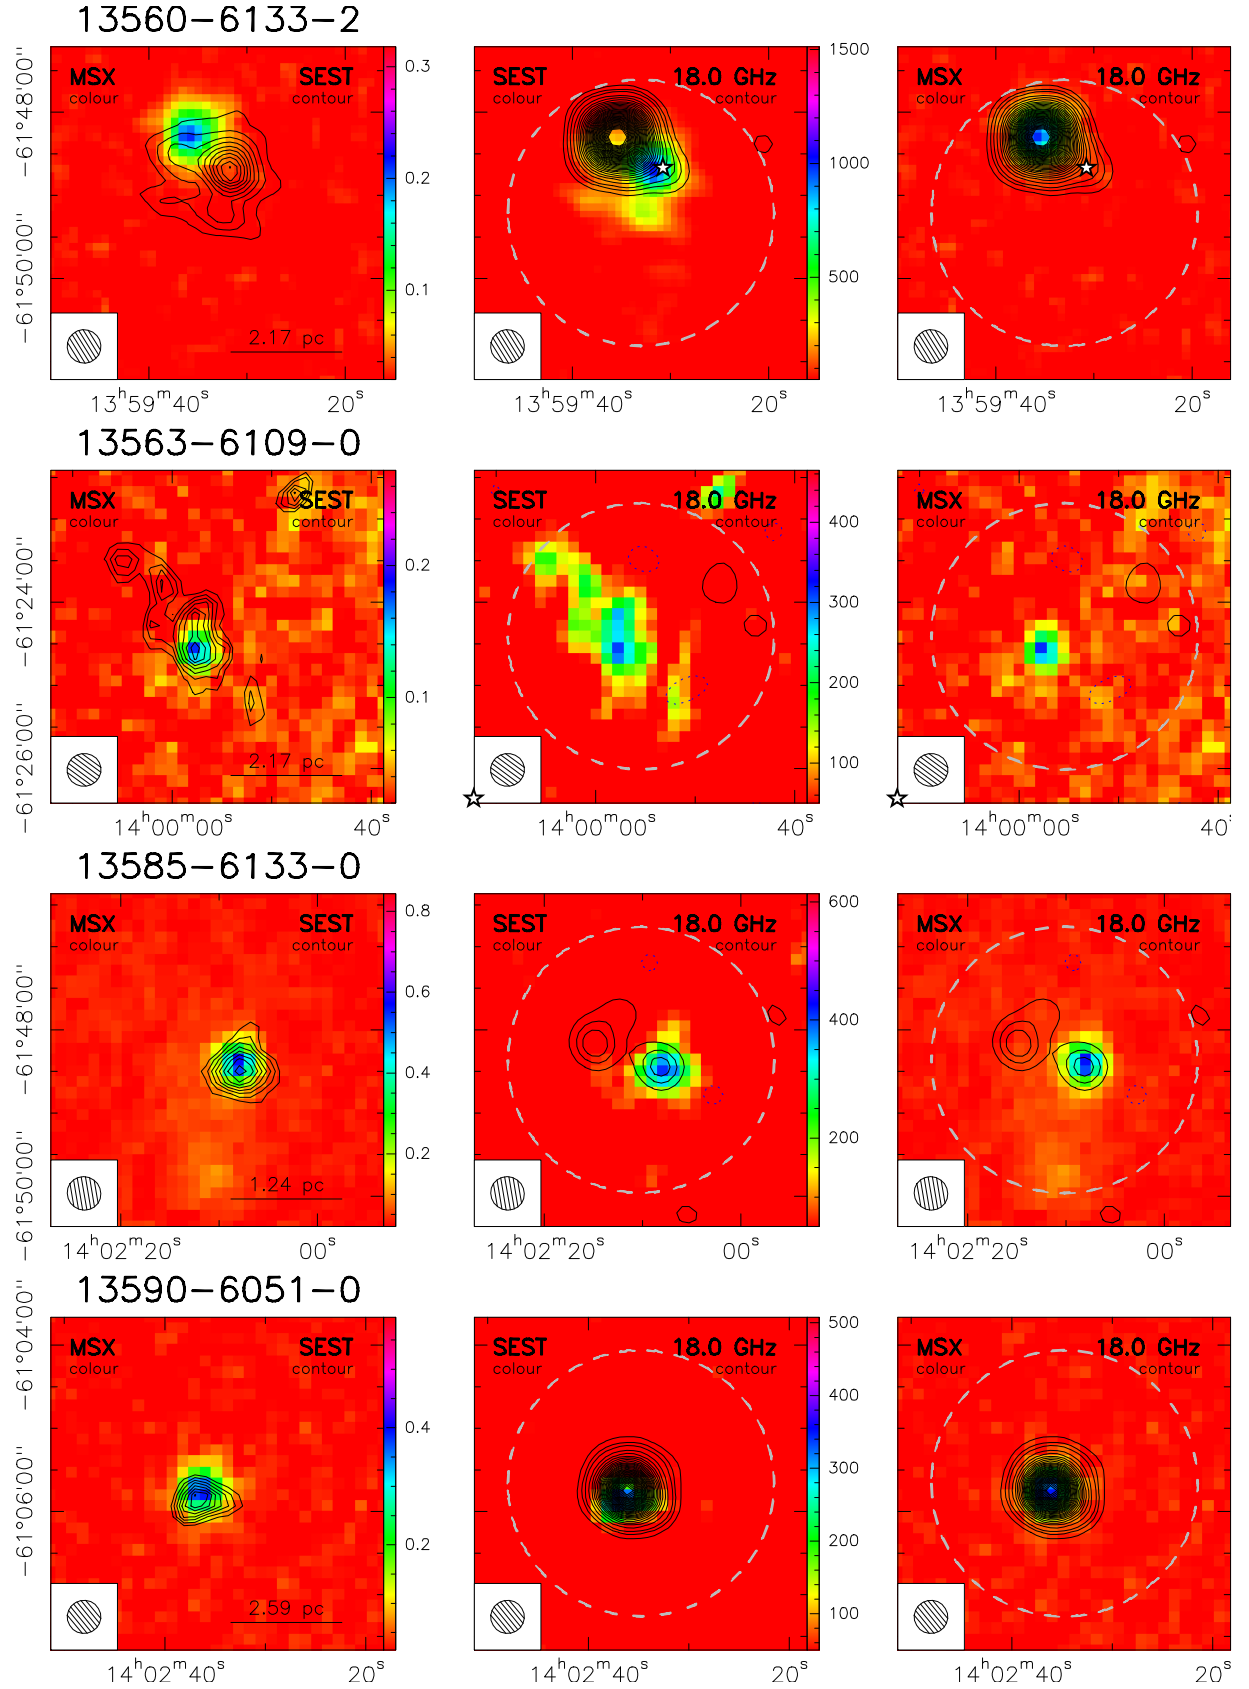 13560-6133-2
MSX SEST 0.3 SEST 18.0 GHz 1500 MSX 18.0 GHz
colour contour colour contour colour contour
-61°48'00"
0.2 1000
-61°50'00"
0.1 500
2.17 pc
13ʰ59ᵐ40ˢ 20ˢ 13ʰ59ᵐ40ˢ 20ˢ 13ʰ59ᵐ40ˢ 20ˢ
13563-6109-0
MSX SEST SEST 18.0 GHz MSX 18.0 GHz
colour contour colour contour colour contour
400
-61°24'00"
0.2 300
0.1 200
-61°26'00"
2.17 pc 100
14ʰ00ᵐ00ˢ 40ˢ 14ʰ00ᵐ00ˢ 40ˢ 14ʰ00ᵐ00ˢ 40ˢ
13585-6133-0
MSX SEST 0.8 SEST 18.0 GHz 600 MSX 18.0 GHz
colour contour colour contour colour contour
-61°48'00"
0.6 400
0.4
-61°50'00"
0.2 200
1.24 pc
14ʰ02ᵐ20ˢ 00ˢ 14ʰ02ᵐ20ˢ 00ˢ 14ʰ02ᵐ20ˢ 00ˢ
13590-6051-0
-61°04'00"
MSX SEST SEST 18.0 GHz 500 MSX 18.0 GHz
colour contour colour contour colour contour
400
0.4 300
-61°06'00"
0.2 200
2.59 pc 100
14ʰ02ᵐ40ˢ 20ˢ 14ʰ02ᵐ40ˢ 20ˢ 14ʰ02ᵐ40ˢ 20ˢ